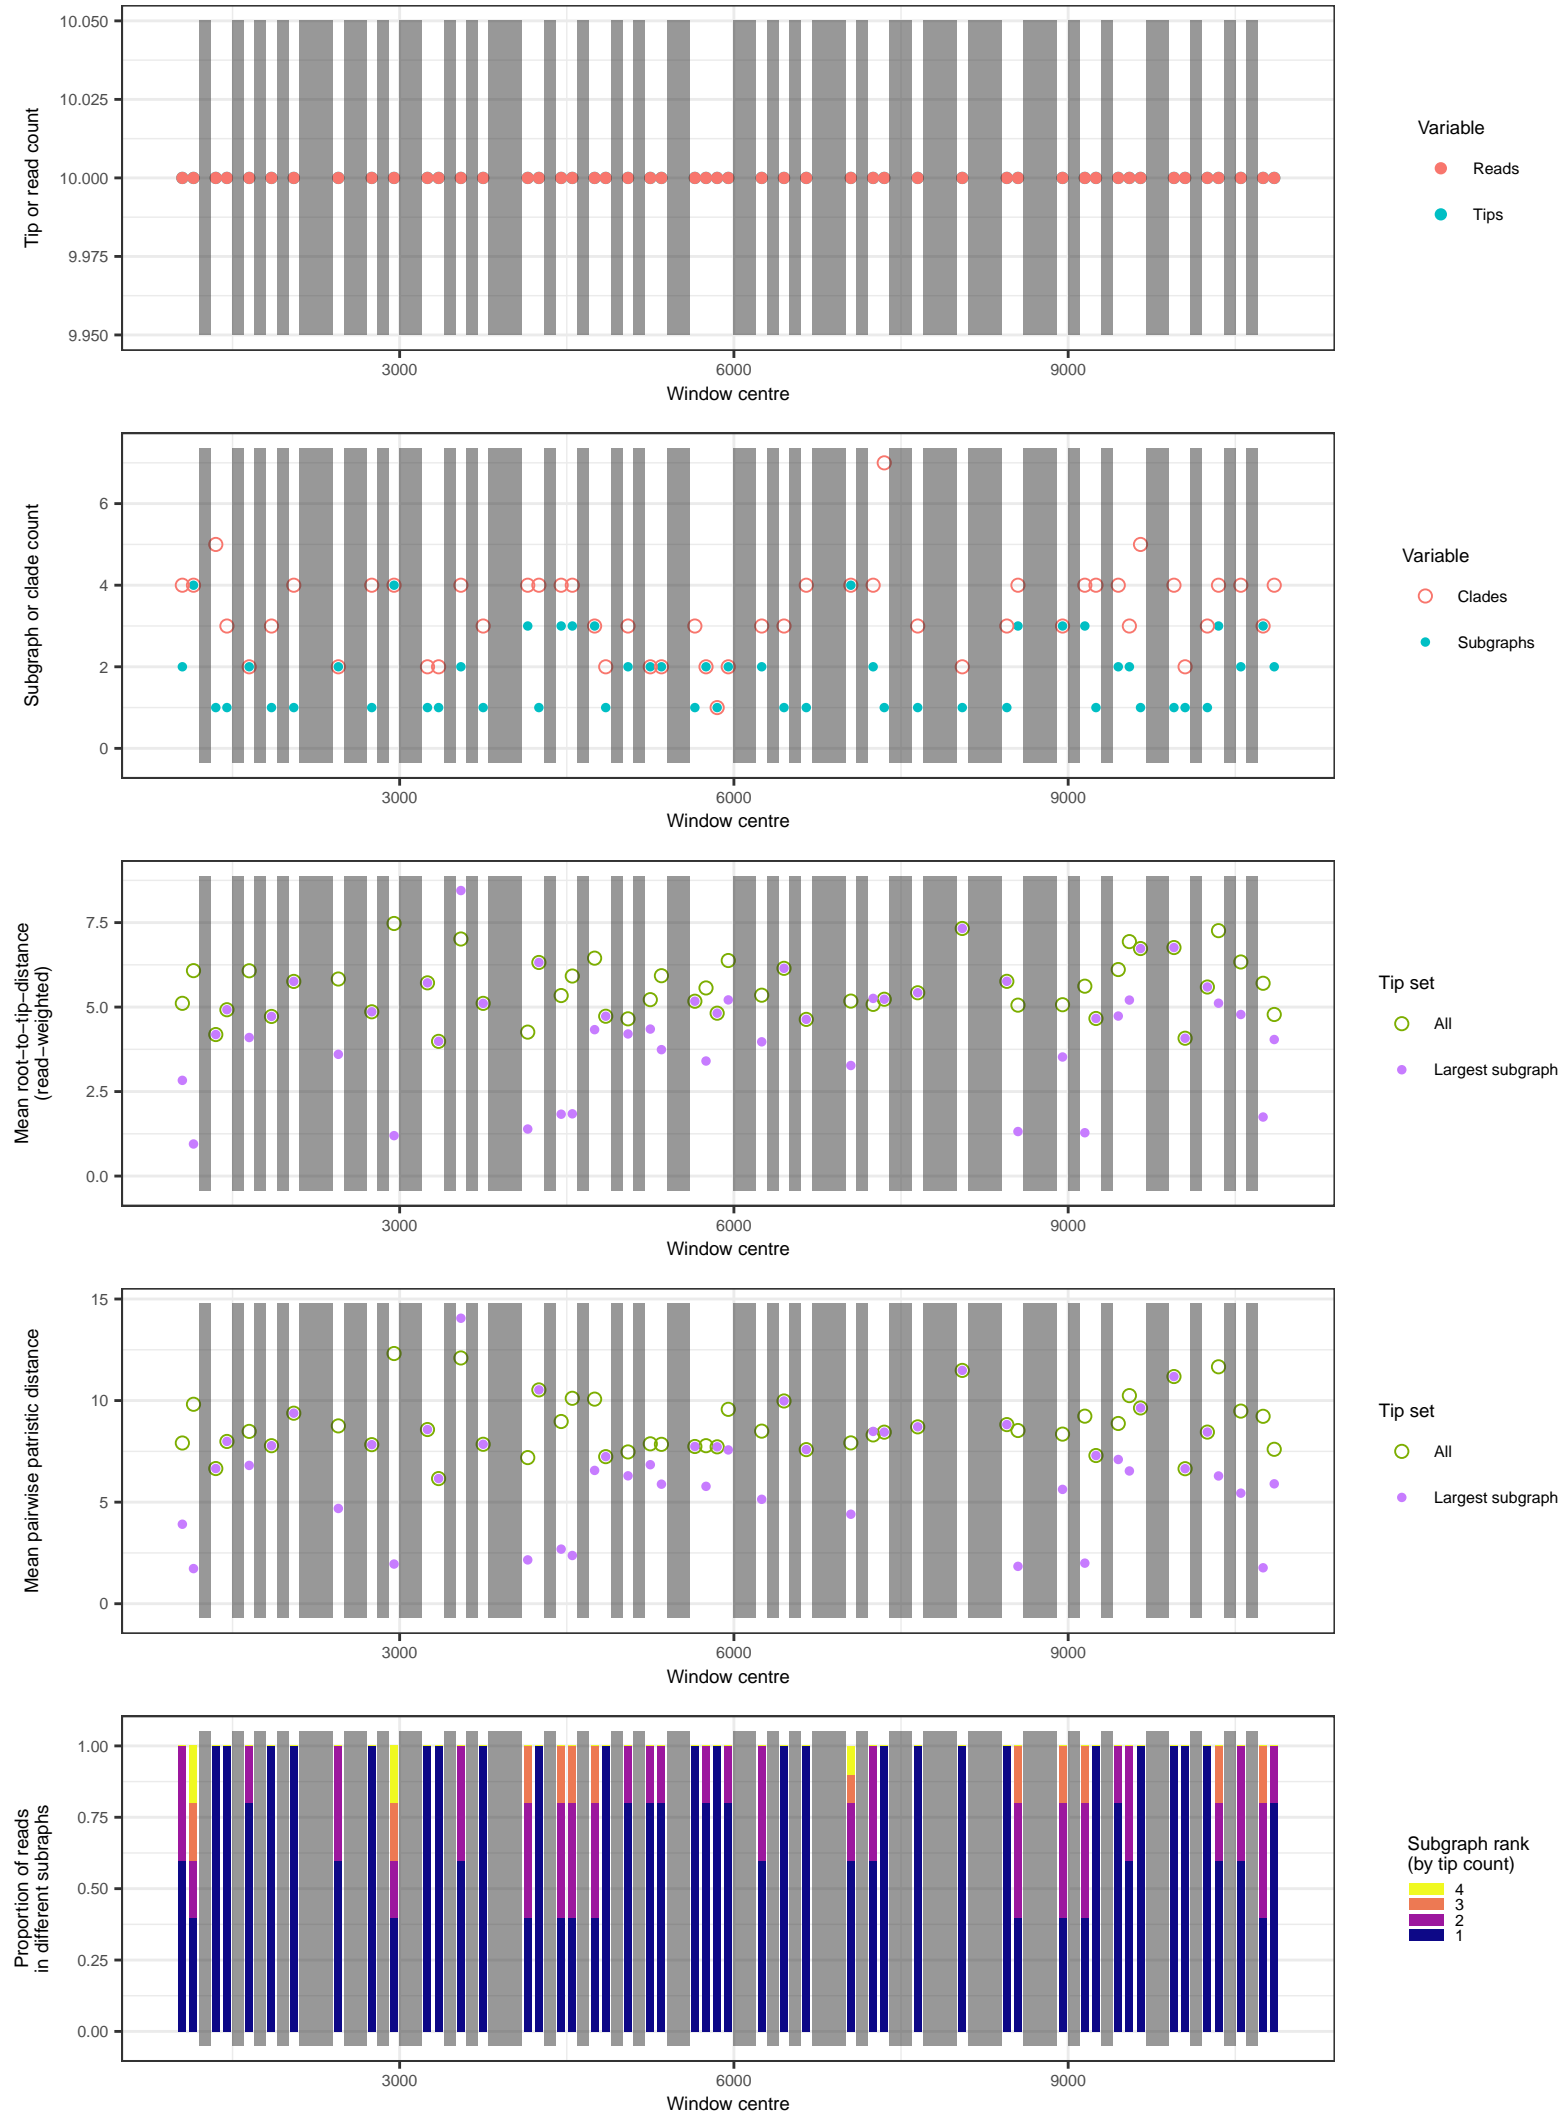 10.050
10.025
10.000
9.975
9.950
Tip or read count
3000 6000 9000
Window centre
Variable
Reads
Tips
6
4
2
0
Subgraph or clade count
3000 6000 9000
Window centre
Variable
Clades
Subgraphs
7.5
5.0
2.5
0.0
Mean root−to−tip−distance
(read−weighted)
3000 6000 9000
Window centre
Tip set
All
Largest subgraph
15
10
5
0
Mean pairwise patristic distance
3000 6000 9000
Window centre
Tip set
All
Largest subgraph
1.00
0.75
0.50
0.25
0.00
Proportion of reads
in different subraphs
3000 6000 9000
Window centre
Subgraph rank
(by tip count)
4
3
2
1